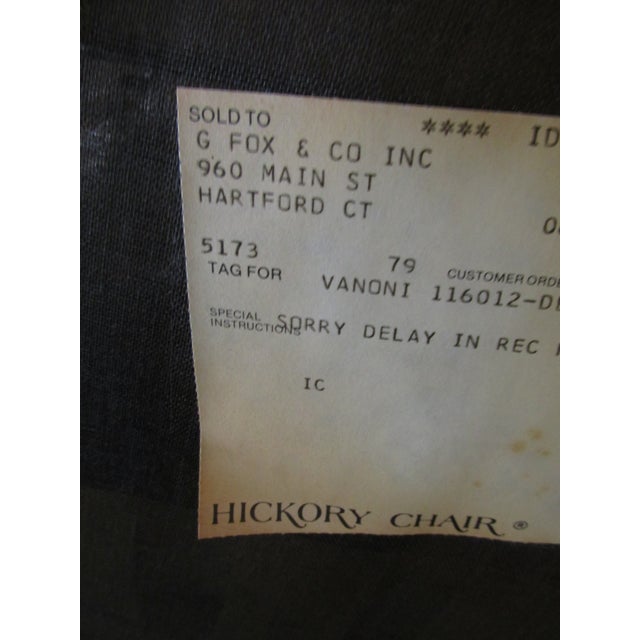 SOLD TO **** ID
G FOX & CO INC
960 MAIN ST
HARTFORD CT
5173 79 CUSTOMER ORDE
TAG FOR VANONI 116012-D
SPECIAL INSTRUCTIONS SORRY DELAY IN REC
IC
HICKORY CHAIR ®